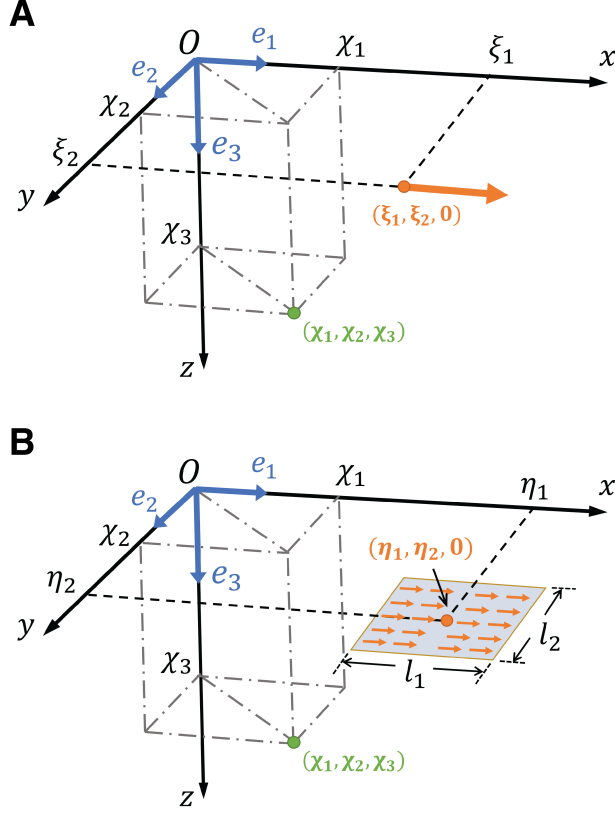 A
O
e₁
χ₁
ξ₁
x
e₂
χ₂
e₃
ξ₂
y
(ξ₁, ξ₂, 0)
χ₃
(χ₁, χ₂, χ₃)
z
B
O
e₁
χ₁
η₁
x
e₂
χ₂
(η₁, η₂, 0)
e₃
η₂
y
l₂
χ₃
l₁
(χ₁, χ₂, χ₃)
z